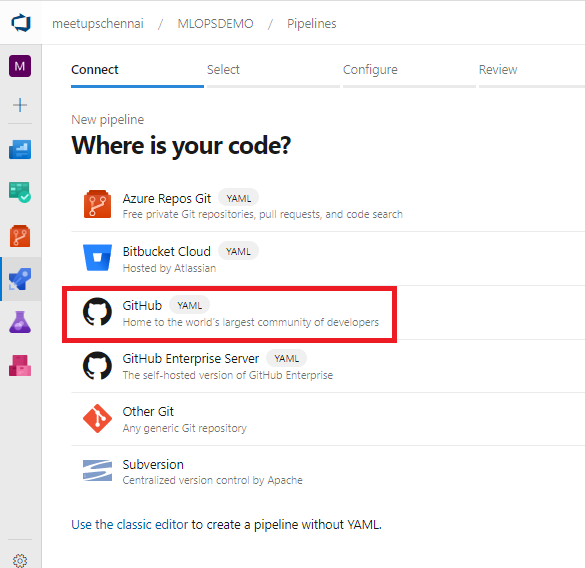 meetupschennai / MLOPSDEMO / Pipelines
M
Connect Select Configure Review
New pipeline
Where is your code?
Azure Repos Git YAML
Free private Git repositories, pull requests, and code search
Bitbucket Cloud YAML
Hosted by Atlassian
GitHub YAML
Home to the world's largest community of developers
GitHub Enterprise Server YAML
The self-hosted version of GitHub Enterprise
Other Git
Any generic Git repository
Subversion
Centralized version control by Apache
Use the classic editor to create a pipeline without YAML.